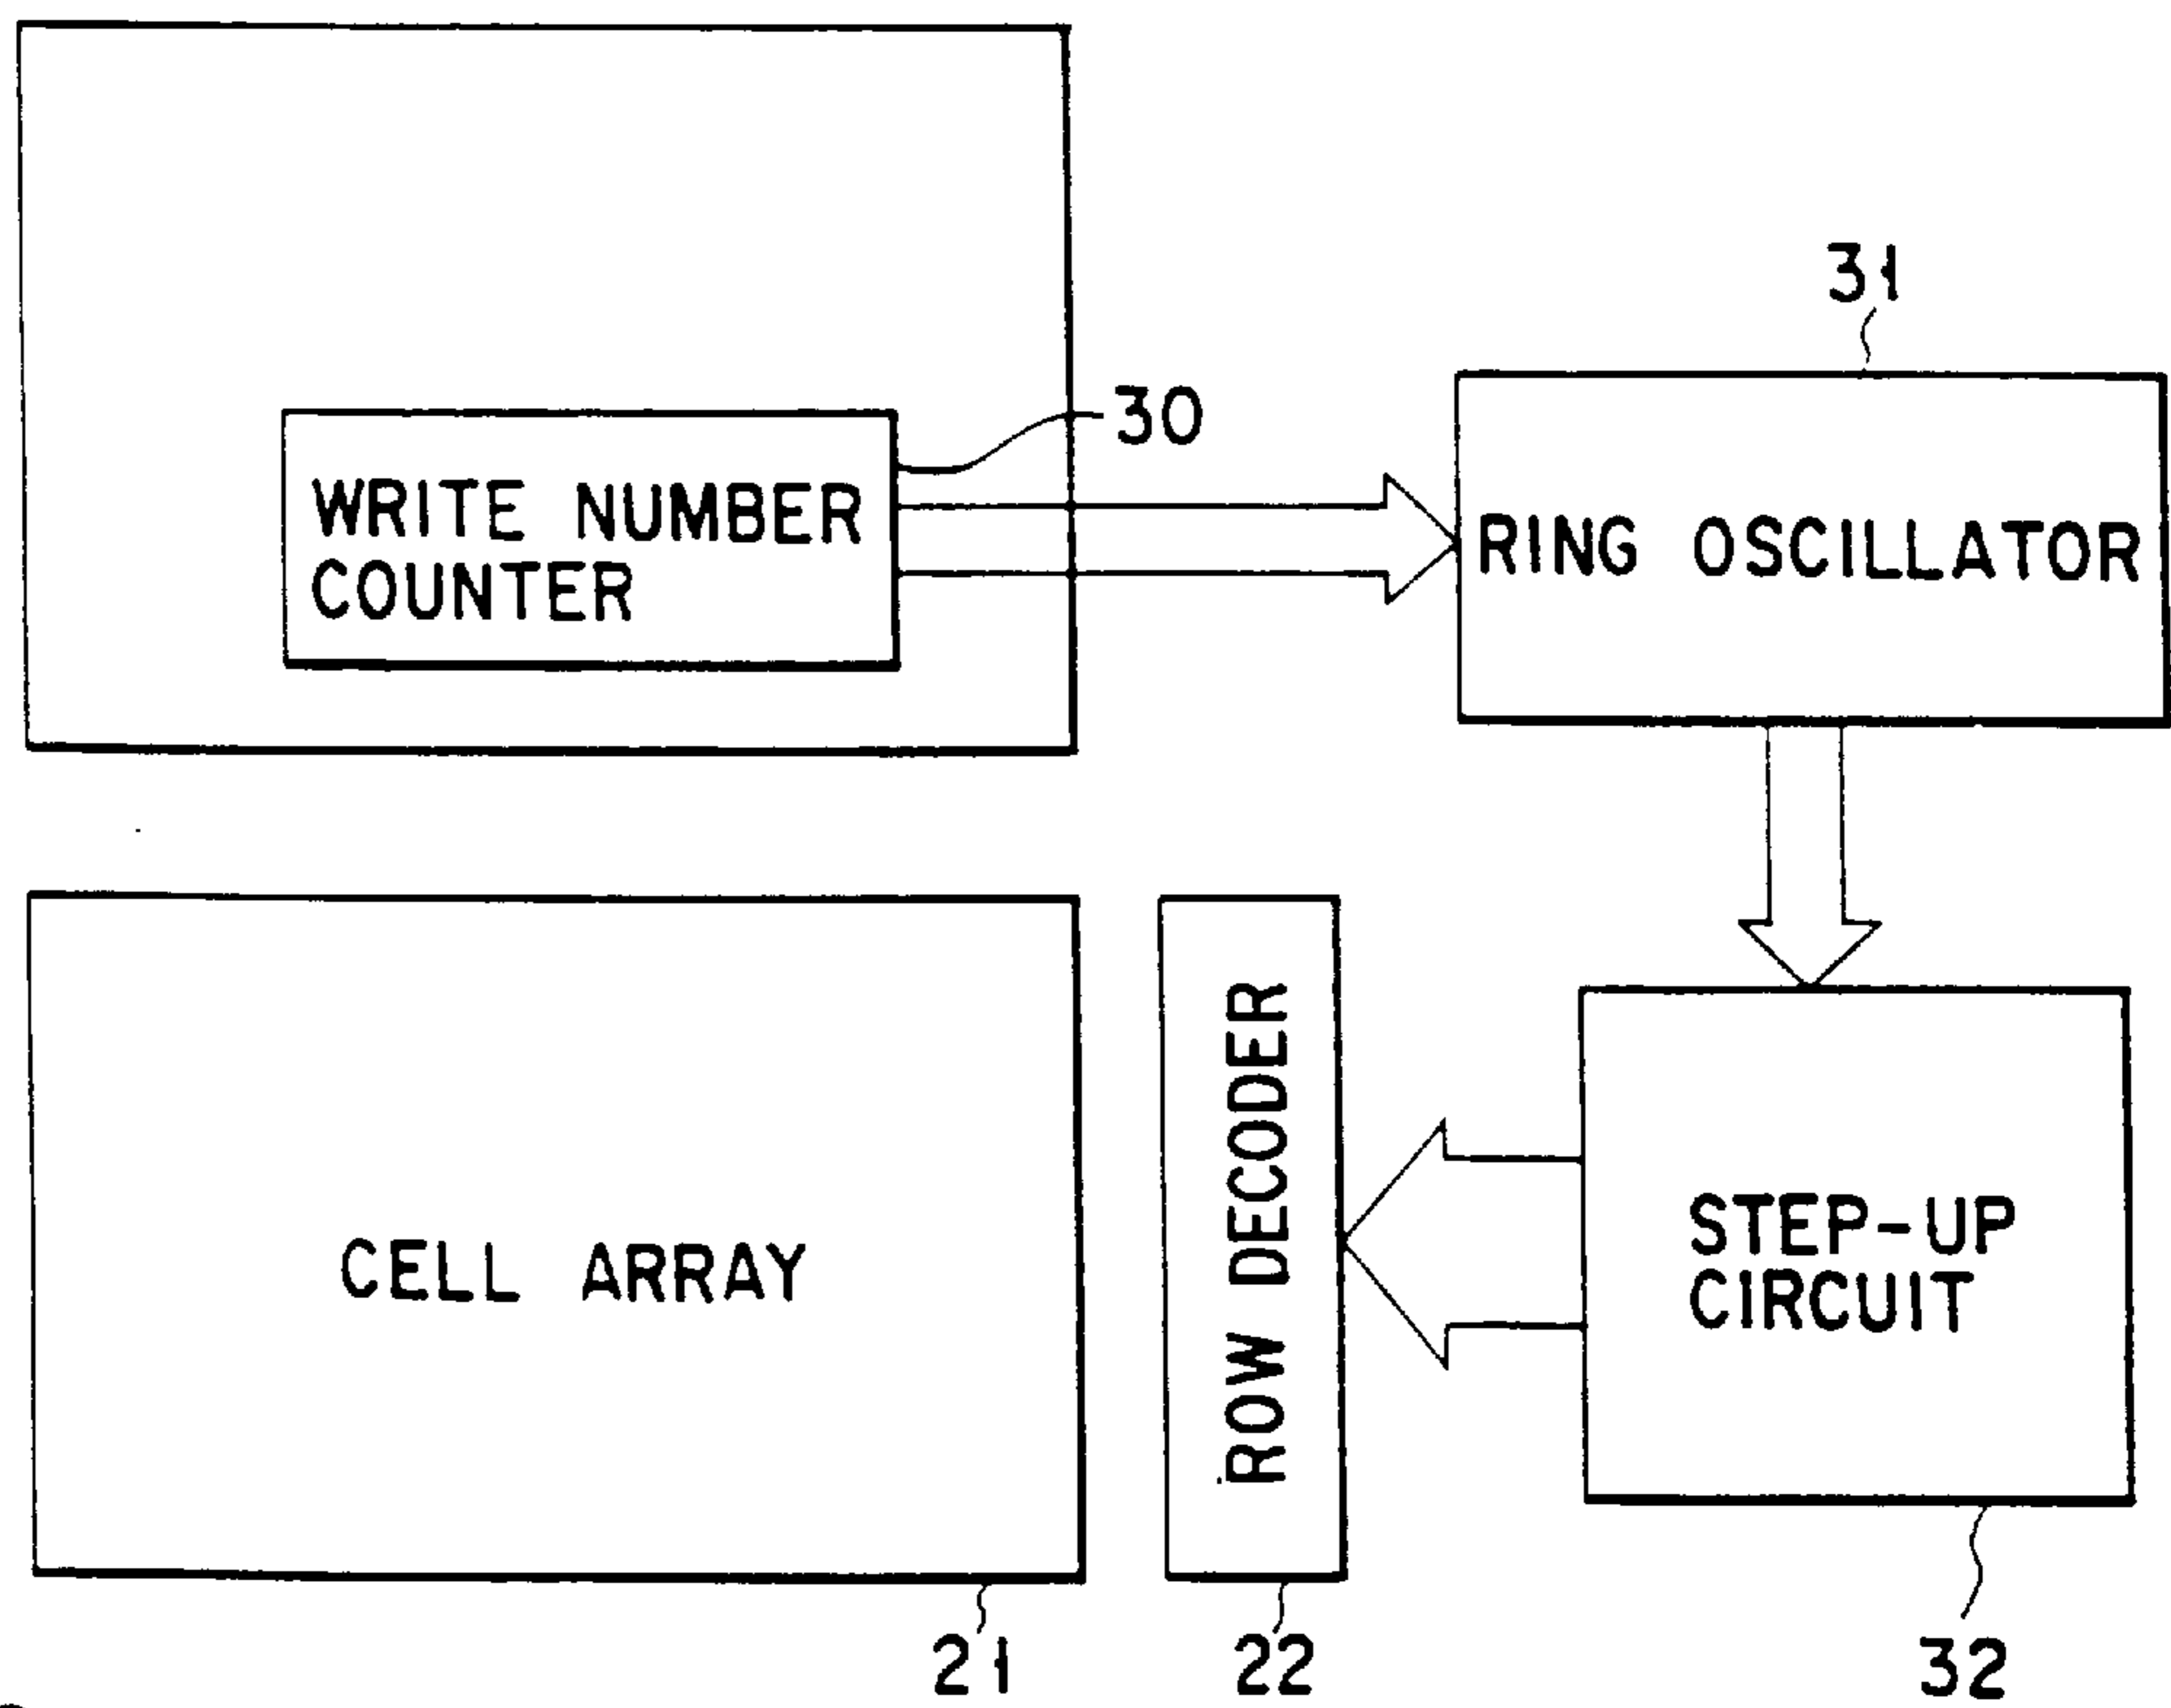 31
30
WRITE NUMBER
COUNTER
RING OSCILLATOR
ROW DECODER
CELL ARRAY
STEP-UP
CIRCUIT
21
22
32